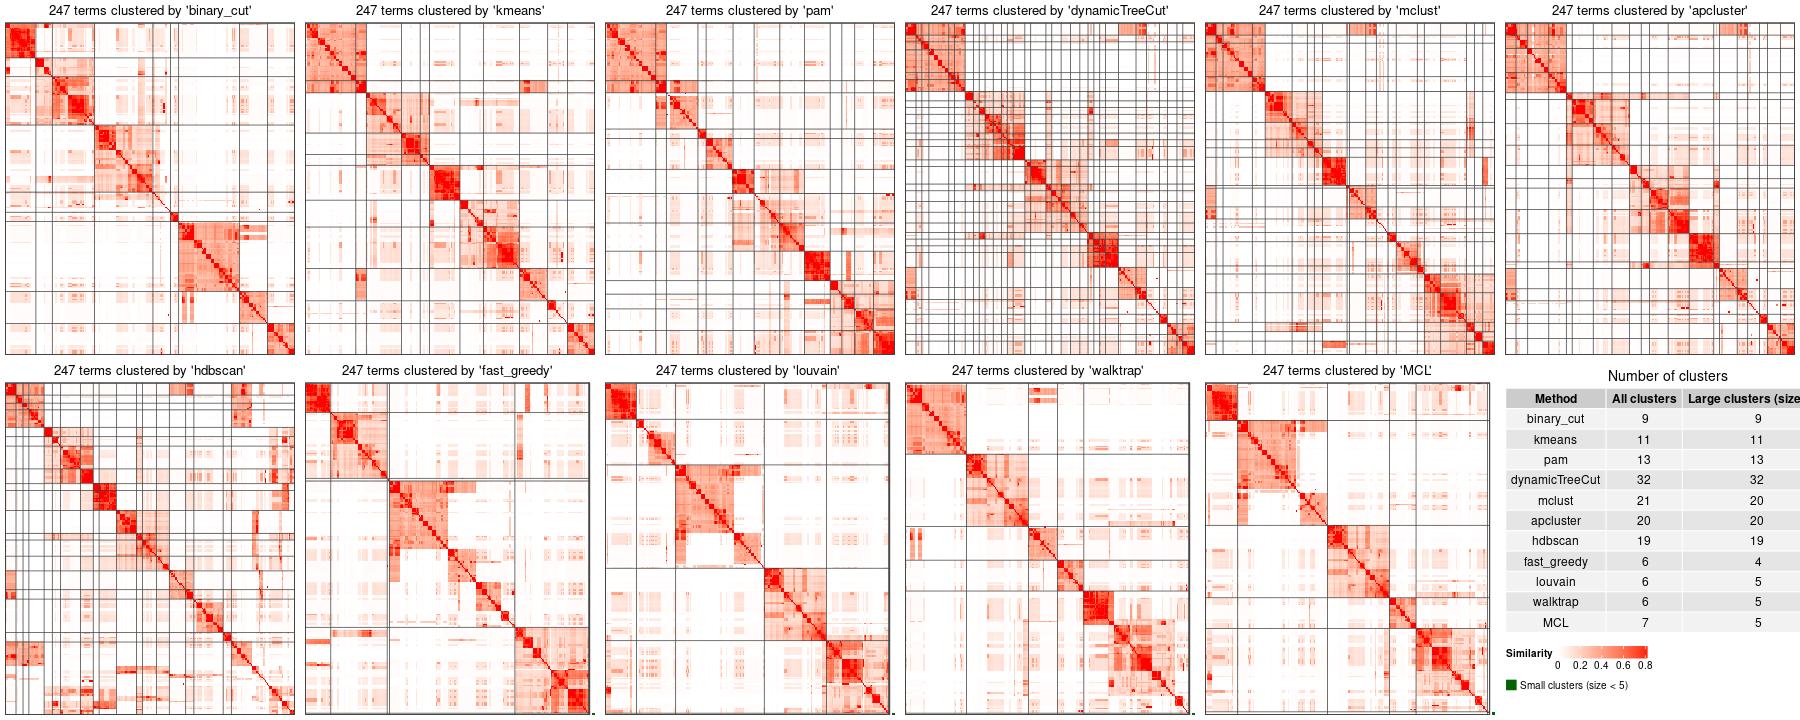 247 terms clustered by 'binary_cut'
247 terms clustered by 'kmeans'
247 terms clustered by 'pam'
247 terms clustered by 'dynamicTreeCut'
247 terms clustered by 'mclust'
247 terms clustered by 'apcluster'
247 terms clustered by 'hdbscan'
247 terms clustered by 'fast_greedy'
247 terms clustered by 'louvain'
247 terms clustered by 'walktrap'
247 terms clustered by 'MCL'
Number of clusters
Method All clusters Large clusters (size
binary_cut 9 9
kmeans 11 11
pam 13 13
dynamicTreeCut 32 32
mclust 21 20
apcluster 20 20
hdbscan 19 19
fast_greedy 6 4
louvain 6 5
walktrap 6 5
MCL 7 5
Similarity
0 0.2 0.4 0.6 0.8
Small clusters (size < 5)